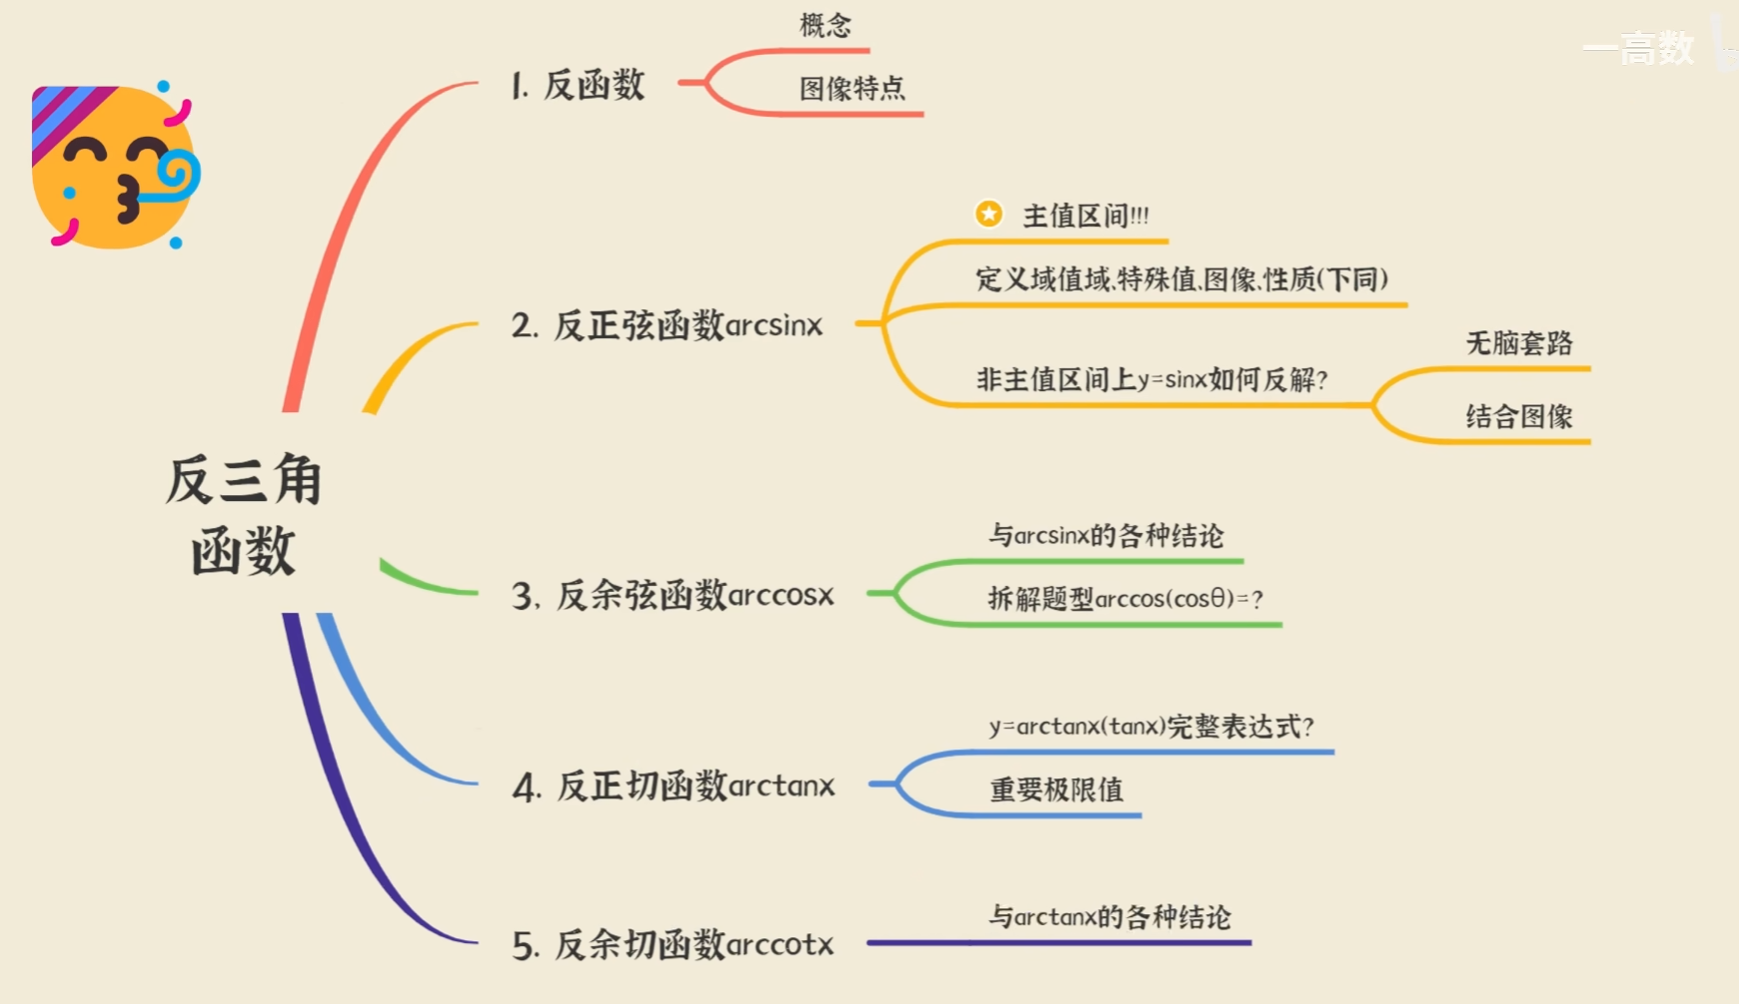 一高数
概念
1. 反函数
图像特点
主值区间!!!
定义域值域、特殊值、图像、性质(下同)
2. 反正弦函数arcsinx
无脑套路
非主值区间上y=sinx如何反解?
结合图像
反三角
函数
与arcsinx的各种结论
3, 反余弦函数arccosx
拆解题型arccos(cosθ)=?
y=arctanx(tanx)完整表达式?
4. 反正切函数arctanx
重要极限值
与arctanx的各种结论
5. 反余切函数arccotx